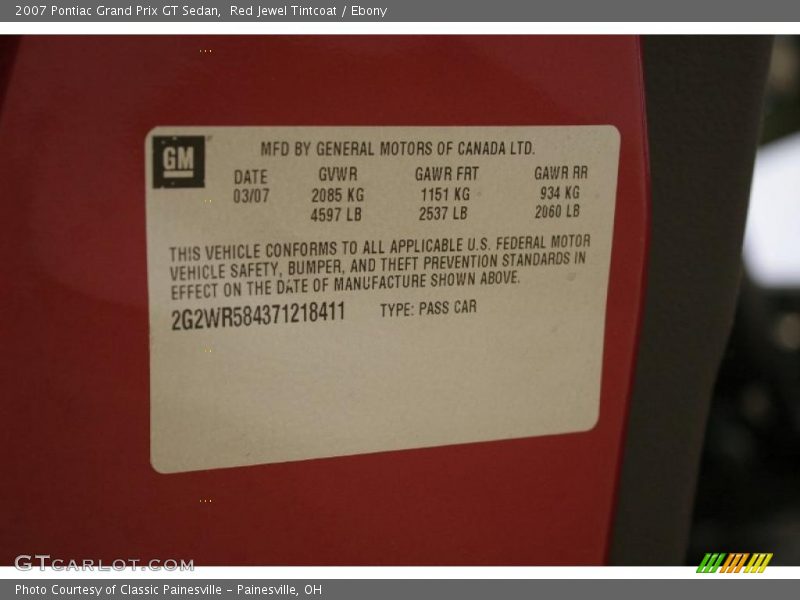 2007 Pontiac Grand Prix GT Sedan, Red Jewel Tintcoat / Ebony
GM
MFD BY GENERAL MOTORS OF CANADA LTD.
DATE GVWR GAWR FRT GAWR RR
03/07 2085 KG 1151 KG 934 KG
4597 LB 2537 LB 2060 LB
THIS VEHICLE CONFORMS TO ALL APPLICABLE U.S. FEDERAL MOTOR
VEHICLE SAFETY, BUMPER, AND THEFT PREVENTION STANDARDS IN
EFFECT ON THE DATE OF MANUFACTURE SHOWN ABOVE.
2G2WR584371218411 TYPE: PASS CAR
GTCARLOT.COM
Photo Courtesy of Classic Painesville - Painesville, OH